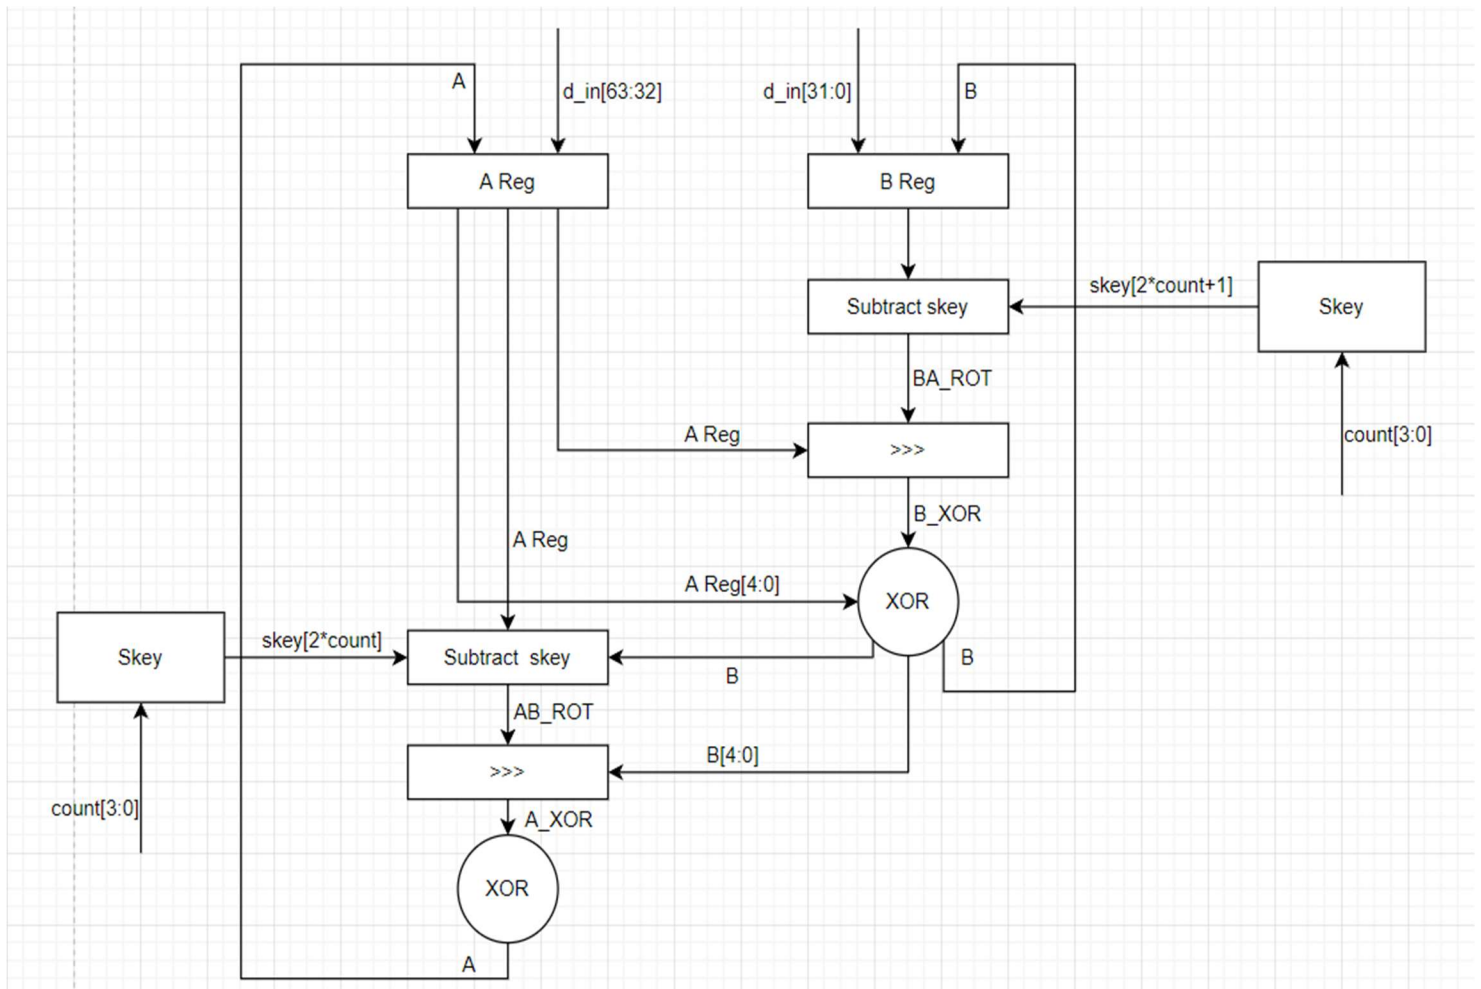 A
d_in[63:32]
d_in[31:0]
B
A Reg
B Reg
skey[2*count+1]
Subtract skey
Skey
BA_ROT
A Reg
>>>
count[3:0]
B_XOR
A Reg
A Reg[4:0]
XOR
skey[2*count]
Skey
Subtract  skey
B
B
AB_ROT
B[4:0]
>>>
count[3:0]
A_XOR
XOR
A